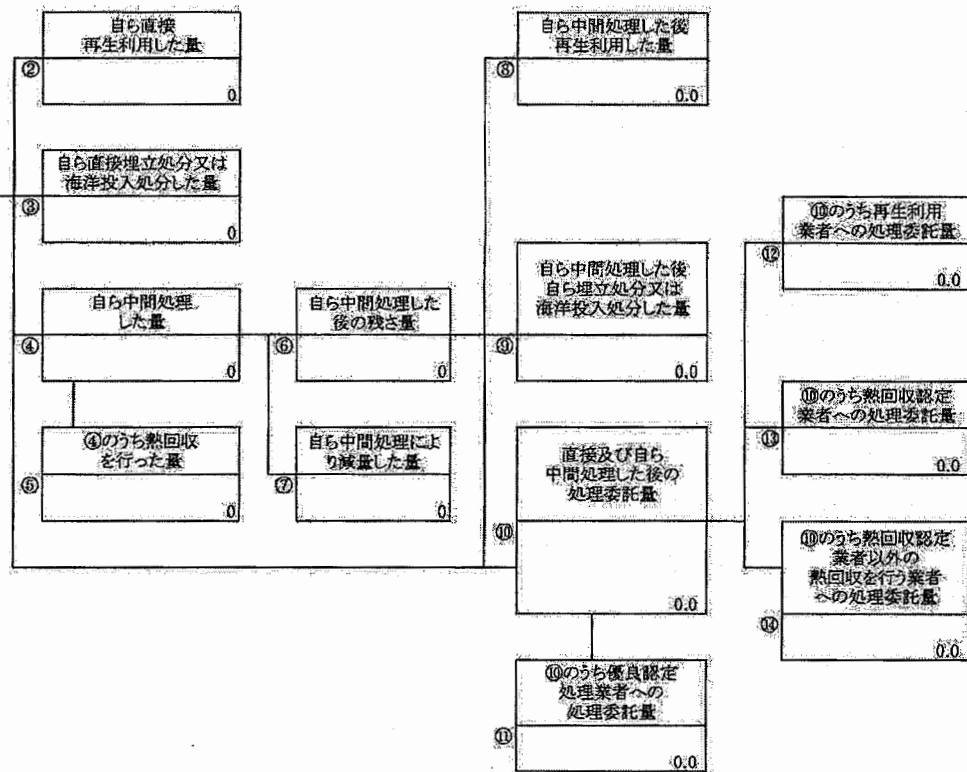 自ら直接
再生利用した量
②
0
自ら直接埋立処分又は
海洋投入処分した量
③
0
自ら中間処理
した量
④
0
④のうち熱回収
を行った量
⑤
0
自ら中間処理した
後の残さ量
⑥
0
自ら中間処理によ
り減量した量
⑦
0
自ら中間処理した後
再生利用した量
⑧
0.0
自ら中間処理した後
自ら埋立処分又は
海洋投入処分した量
⑨
0.0
直接及び自ら
中間処理した後の
処理委託量
⑩
0.0
⑩のうち優良認定
処理業者への
処理委託量
⑪
0.0
⑩のうち再生利用
業者への処理委託量
⑫
0.0
⑩のうち熱回収認定
業者への処理委託量
⑬
0.0
⑩のうち熱回収認定
業者以外の
熱回収を行う業者
への処理委託量
⑭
0.0